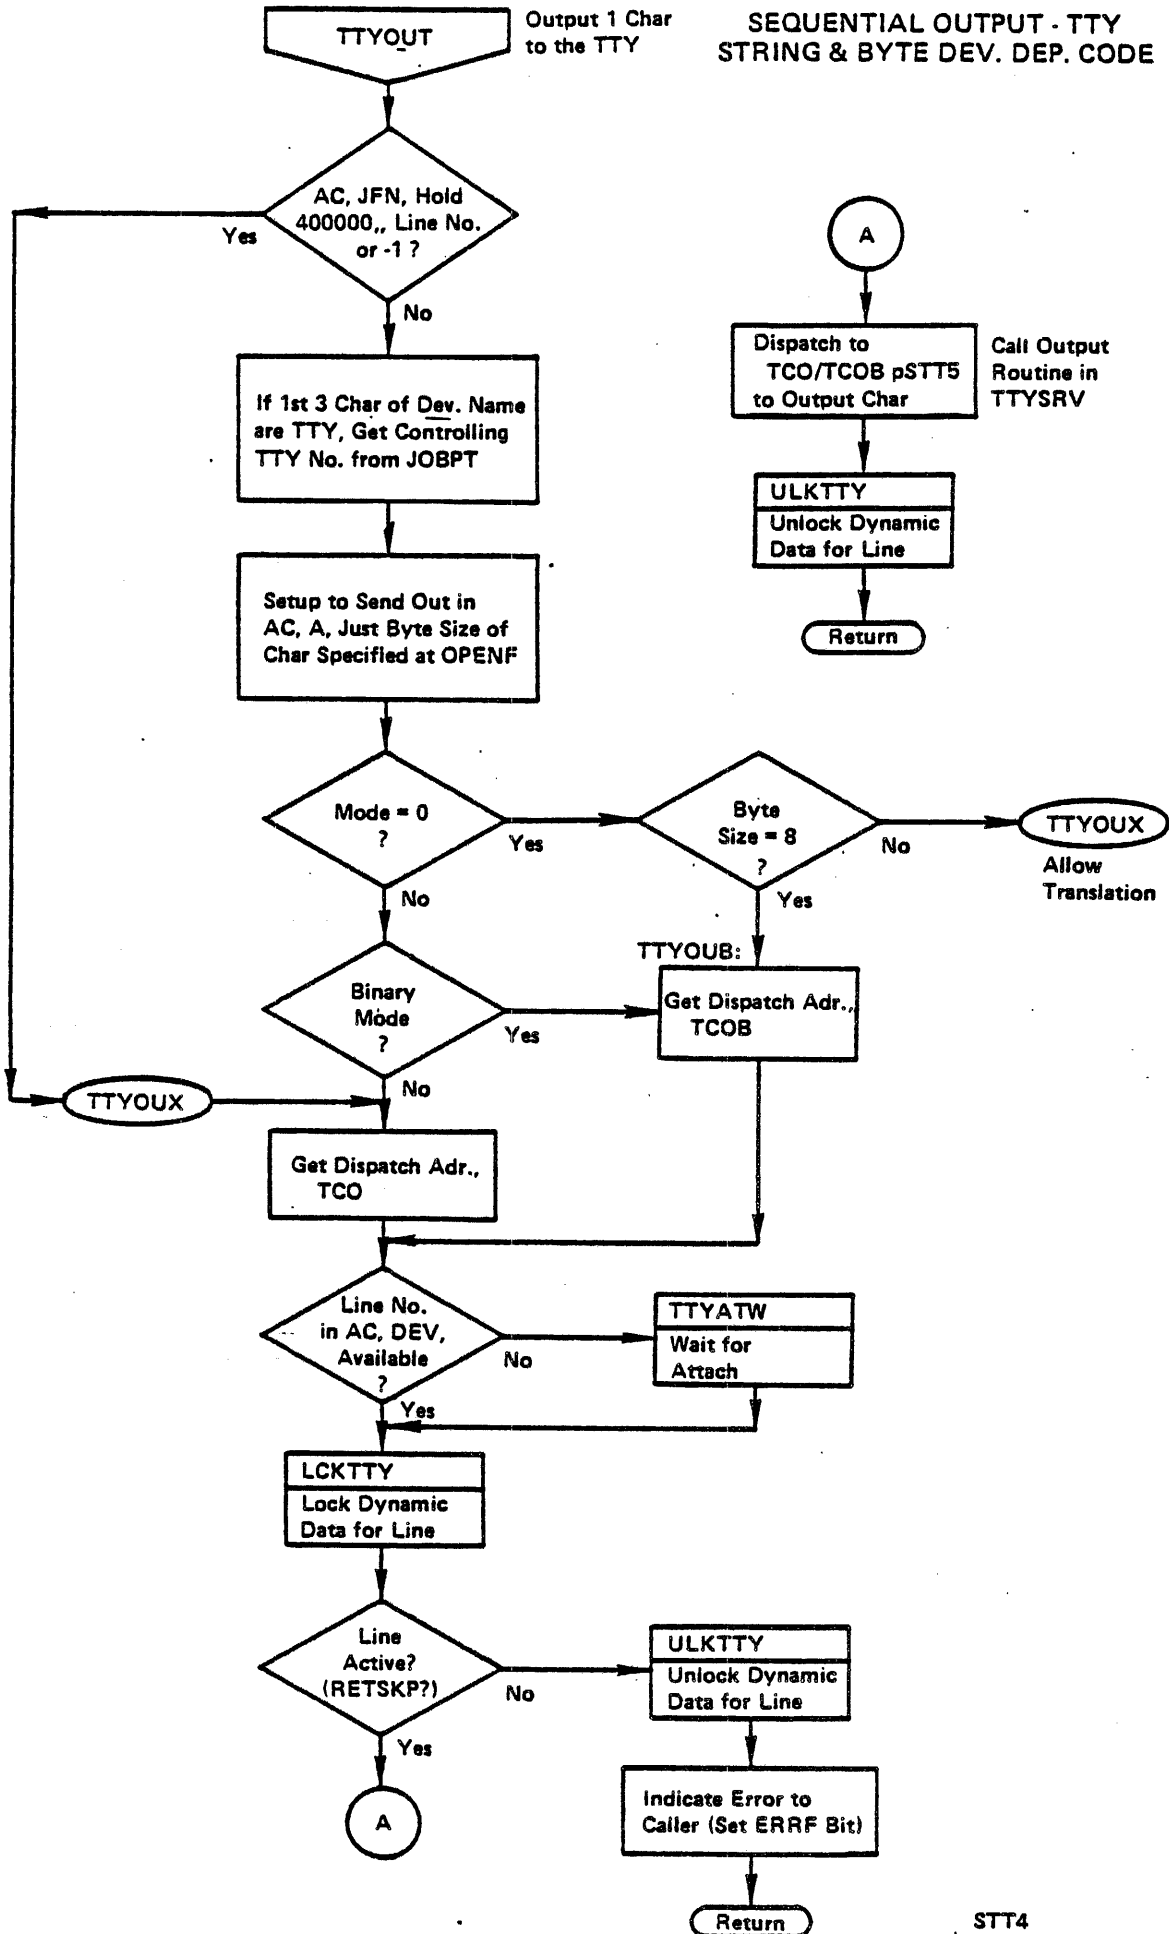 SEQUENTIAL OUTPUT - TTY
STRING & BYTE DEV. DEP. CODE
TTYOUT
Output 1 Char
to the TTY
AC, JFN, Hold
400000,, Line No.
or -1 ?
Yes
No
If 1st 3 Char of Dev. Name
are TTY, Get Controlling
TTY No. from JOBPT
Setup to Send Out in
AC, A, Just Byte Size of
Char Specified at OPENF
Mode = 0
?
Yes
No
Byte
Size = 8
?
No
Yes
TTYOUX
Allow
Translation
Binary
Mode
?
Yes
No
TTYOUB:
Get Dispatch Adr.,
TCOB
TTYOUX
Get Dispatch Adr.,
TCO
Line No.
in AC, DEV,
Available
?
No
Yes
TTYATW
Wait for
Attach
LCKTTY
Lock Dynamic
Data for Line
Line
Active?
(RETSKP?)
No
Yes
ULKTTY
Unlock Dynamic
Data for Line
Indicate Error to
Caller (Set ERRF Bit)
Return
A
A
Dispatch to
TCO/TCOB pSTT5
to Output Char
Call Output
Routine in
TTYSRV
ULKTTY
Unlock Dynamic
Data for Line
Return
STT4